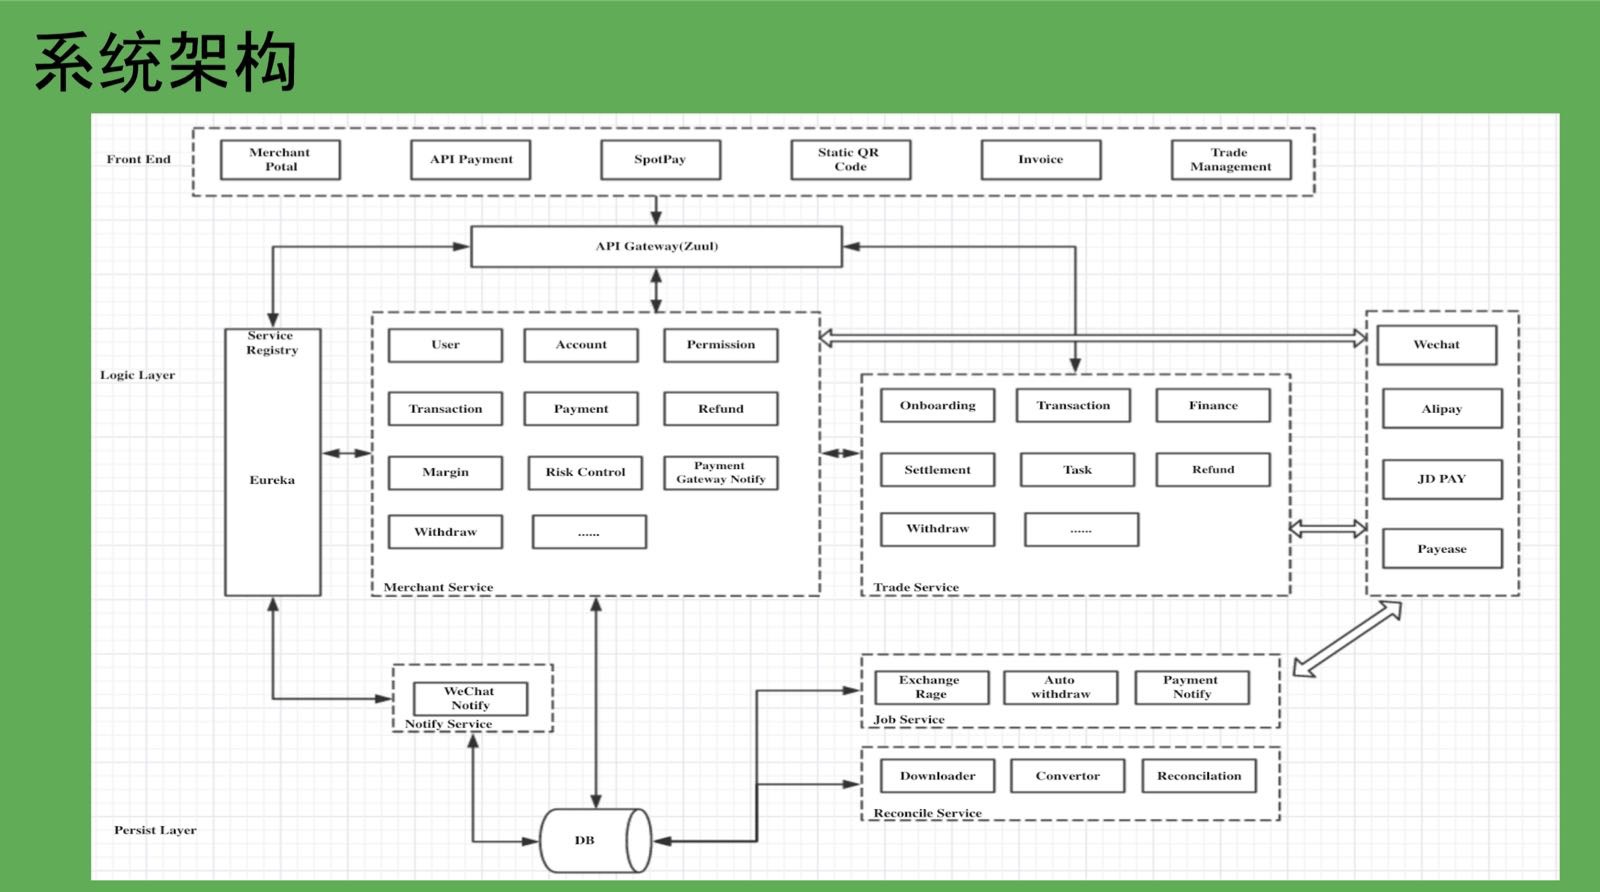 系统架构
Front End
Merchant
Potal
API Payment
SpotPay
Static QR
Code
Invoice
Trade
Management
API Gateway(Zuul)
Logic Layer
Service
Registry
Eureka
User
Account
Permission
Transaction
Payment
Refund
Margin
Risk Control
Payment
Gateway Notify
Withdraw
......
Merchant Service
Onboarding
Transaction
Finance
Settlement
Task
Refund
Withdraw
......
Trade Service
Wechat
Alipay
JD PAY
Payease
WeChat
Notify
Notify Service
Exchange
Rage
Auto
withdraw
Payment
Notify
Job Service
Downloader
Convertor
Reconcilation
Reconcile Service
Persist Layer
DB